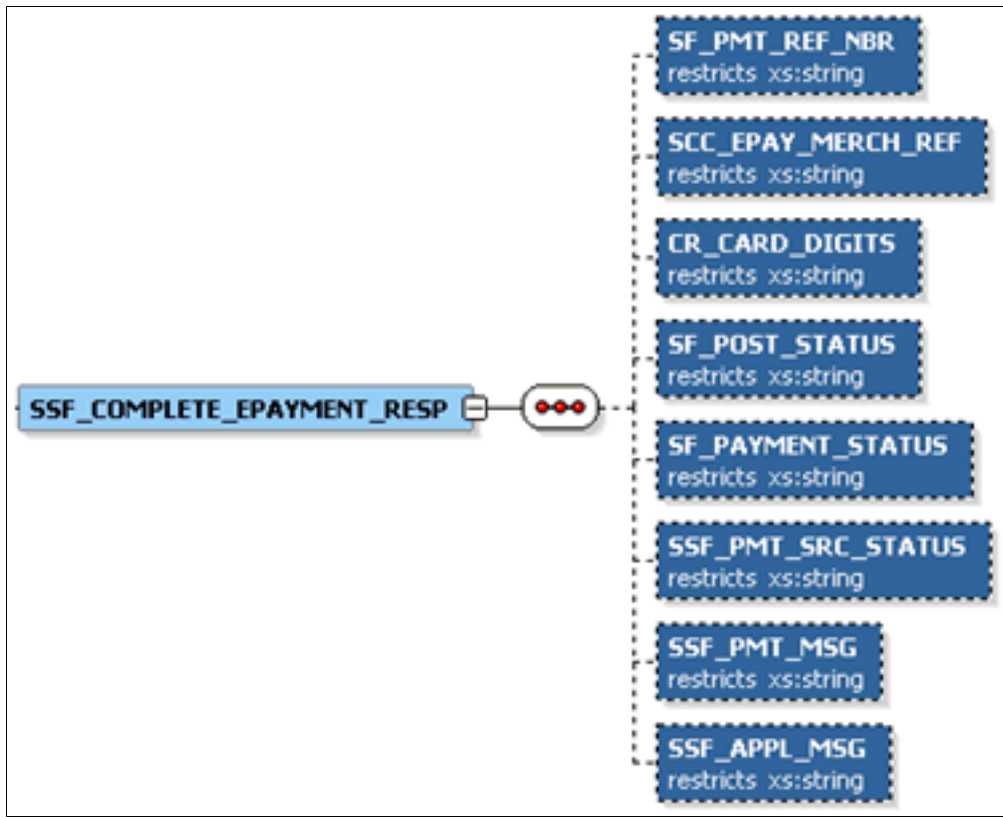 SF_PMT_REF_NBR
restricts xs:string
SCC_EPAY_MERCH_REF
restricts xs:string
CR_CARD_DIGITS
restricts xs:string
SF_POST_STATUS
restricts xs:string
SSF_COMPLETE_EPAYMENT_RESP
SF_PAYMENT_STATUS
restricts xs:string
SSF_PMT_SRC_STATUS
restricts xs:string
SSF_PMT_MSG
restricts xs:string
SSF_APPL_MSG
restricts xs:string